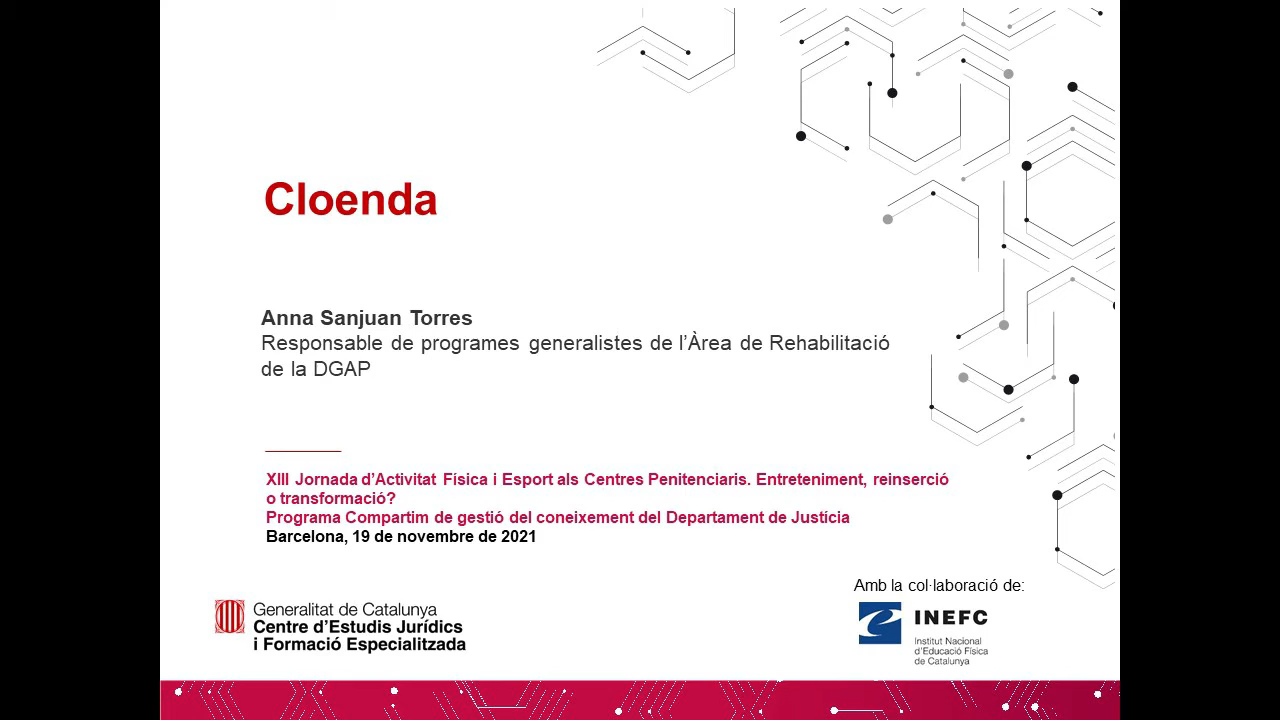 Cloenda
Anna Sanjuan Torres
Responsable de programes generalistes de l’Àrea de Rehabilitació
de la DGAP
XIII Jornada d’Activitat Física i Esport als Centres Penitenciaris. Entreteniment, reinserció
o transformació?
Programa Compartim de gestió del coneixement del Departament de Justícia
Barcelona, 19 de novembre de 2021
Amb la col·laboració de:
Generalitat de Catalunya
Centre d’Estudis Jurídics
i Formació Especialitzada
INEFC
Institut Nacional
d’Educació Física
de Catalunya